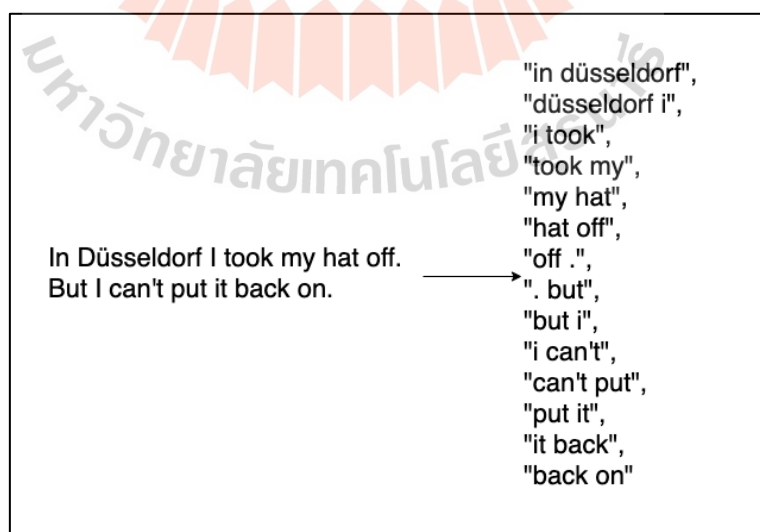 มหาวิทยาลัยเทคโนโลยีสุรนารี
In Düsseldorf I took my hat off.
But I can't put it back on.
"in düsseldorf",
"düsseldorf i",
"i took",
"took my",
"my hat",
"hat off",
"off .",
". but",
"but i",
"i can't",
"can't put",
"put it",
"it back",
"back on"